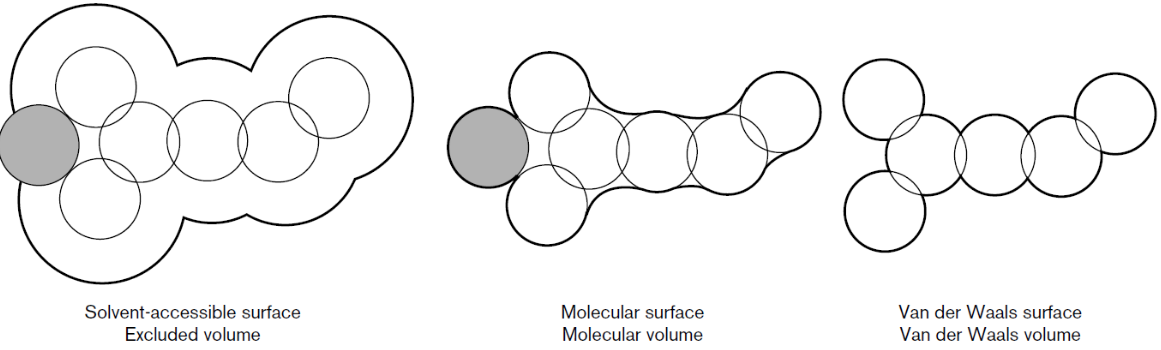 Solvent-accessible surface
Excluded volume
Molecular surface
Molecular volume
Van der Waals surface
Van der Waals volume